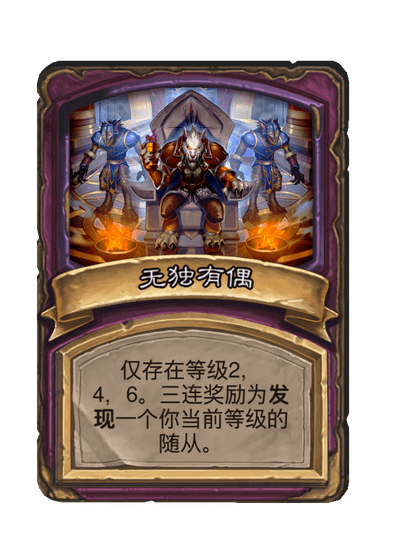 无独有偶
仅存在等级2，
4，6。三连奖励为发
现一个你当前等级的
随从。